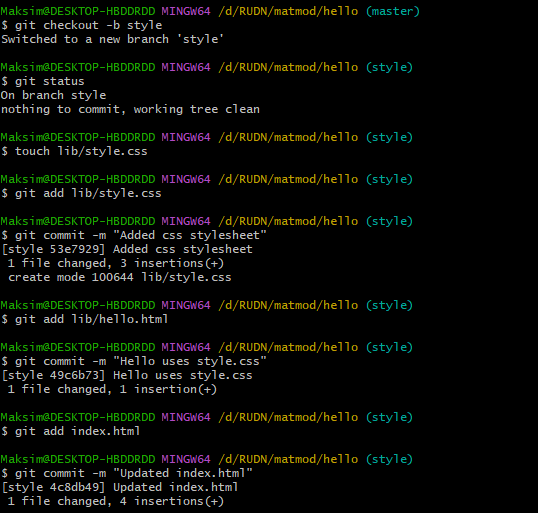 Maksim@DESKTOP-HBDDRDD MINGW64 /d/RUDN/matmod/hello (master)
$ git checkout -b style
Switched to a new branch 'style'
Maksim@DESKTOP-HBDDRDD MINGW64 /d/RUDN/matmod/hello (style)
$ git status
On branch style
nothing to commit, working tree clean
Maksim@DESKTOP-HBDDRDD MINGW64 /d/RUDN/matmod/hello (style)
$ touch lib/style.css
Maksim@DESKTOP-HBDDRDD MINGW64 /d/RUDN/matmod/hello (style)
$ git add lib/style.css
Maksim@DESKTOP-HBDDRDD MINGW64 /d/RUDN/matmod/hello (style)
$ git commit -m "Added css stylesheet"
[style 53e7929] Added css stylesheet
 1 file changed, 3 insertions(+)
 create mode 100644 lib/style.css
Maksim@DESKTOP-HBDDRDD MINGW64 /d/RUDN/matmod/hello (style)
$ git add lib/hello.html
Maksim@DESKTOP-HBDDRDD MINGW64 /d/RUDN/matmod/hello (style)
$ git commit -m "Hello uses style.css"
[style 49c6b73] Hello uses style.css
 1 file changed, 1 insertion(+)
Maksim@DESKTOP-HBDDRDD MINGW64 /d/RUDN/matmod/hello (style)
$ git add index.html
Maksim@DESKTOP-HBDDRDD MINGW64 /d/RUDN/matmod/hello (style)
$ git commit -m "Updated index.html"
[style 4c8db49] Updated index.html
 1 file changed, 4 insertions(+)